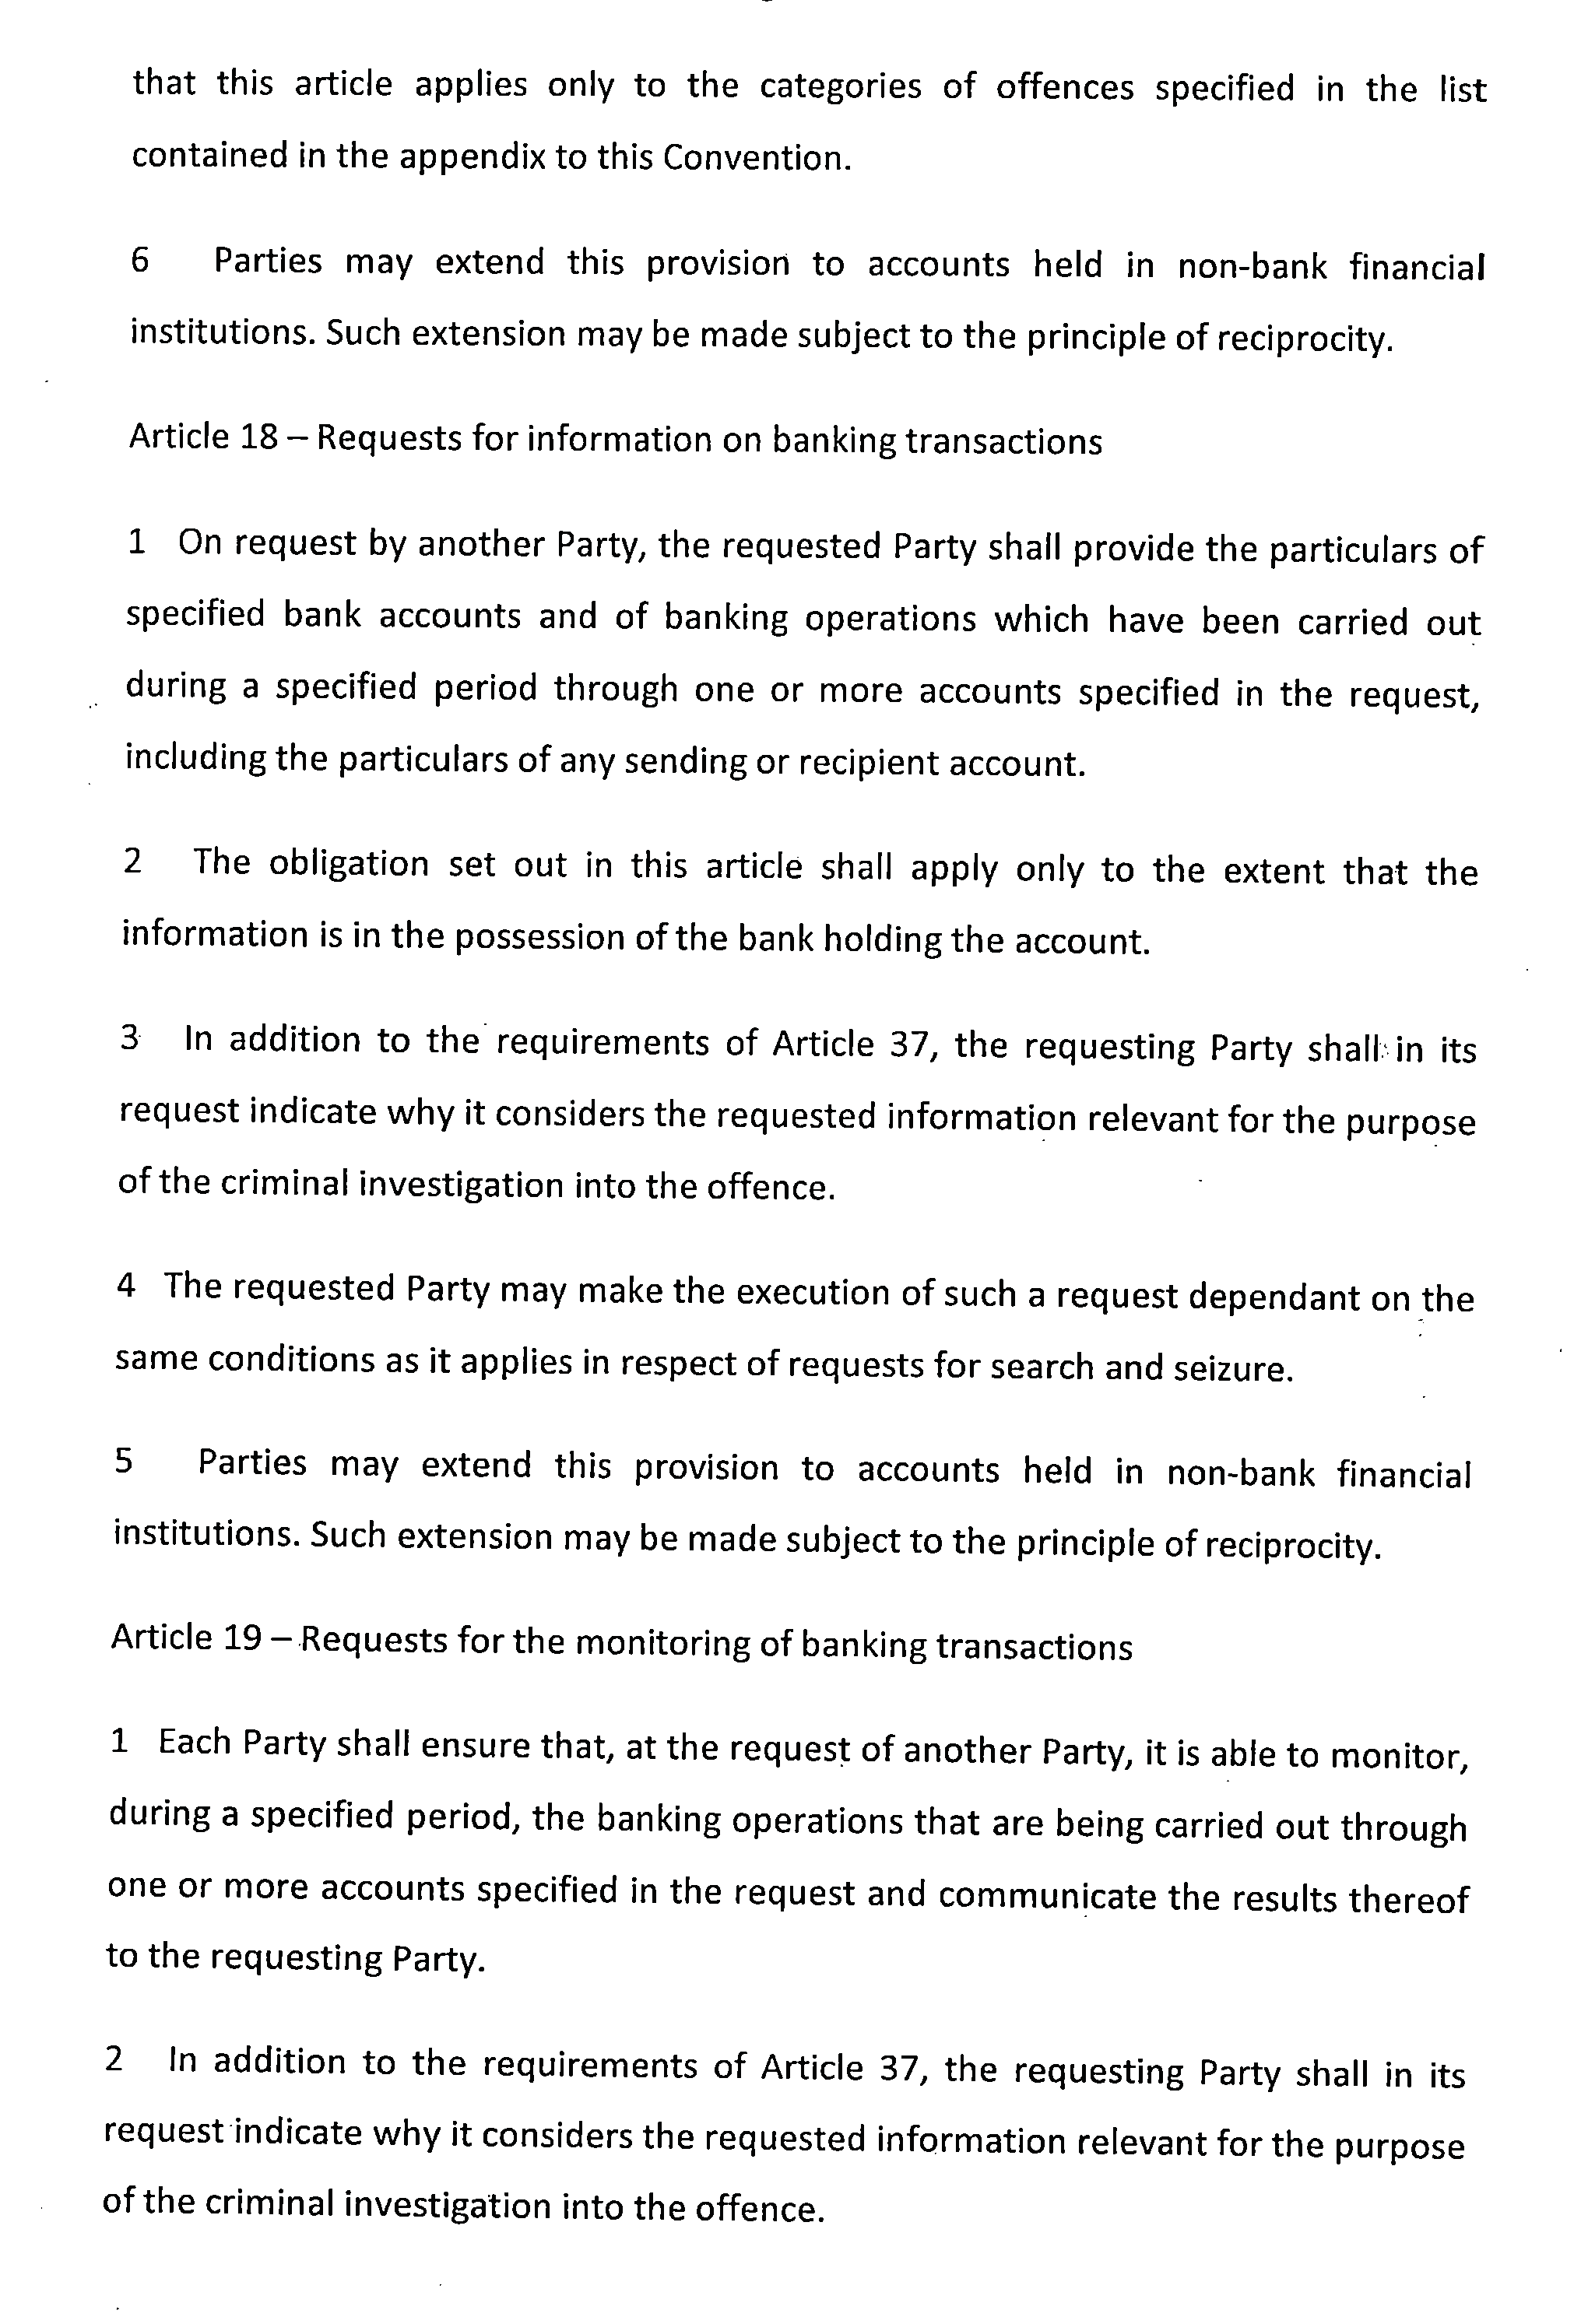 that this article applies only to the categories of offences specified in the list
contained in the appendix to this Convention.
6 Parties may extend this provision to accounts held in non-bank financial
institutions. Such extension may be made subject to the principle of reciprocity.
Article 18 – Requests for information on banking transactions
1 On request by another Party, the requested Party shall provide the particulars of
specified bank accounts and of banking operations which have been carried out
during a specified period through one or more accounts specified in the request,
including the particulars of any sending or recipient account.
2 The obligation set out in this article shall apply only to the extent that the
information is in the possession of the bank holding the account.
3 In addition to the requirements of Article 37, the requesting Party shall in its
request indicate why it considers the requested information relevant for the purpose
of the criminal investigation into the offence.
4 The requested Party may make the execution of such a request dependant on the
same conditions as it applies in respect of requests for search and seizure.
5 Parties may extend this provision to accounts held in non-bank financial
institutions. Such extension may be made subject to the principle of reciprocity.
Article 19 – Requests for the monitoring of banking transactions
1 Each Party shall ensure that, at the request of another Party, it is able to monitor,
during a specified period, the banking operations that are being carried out through
one or more accounts specified in the request and communicate the results thereof
to the requesting Party.
2 In addition to the requirements of Article 37, the requesting Party shall in its
request indicate why it considers the requested information relevant for the purpose
of the criminal investigation into the offence.